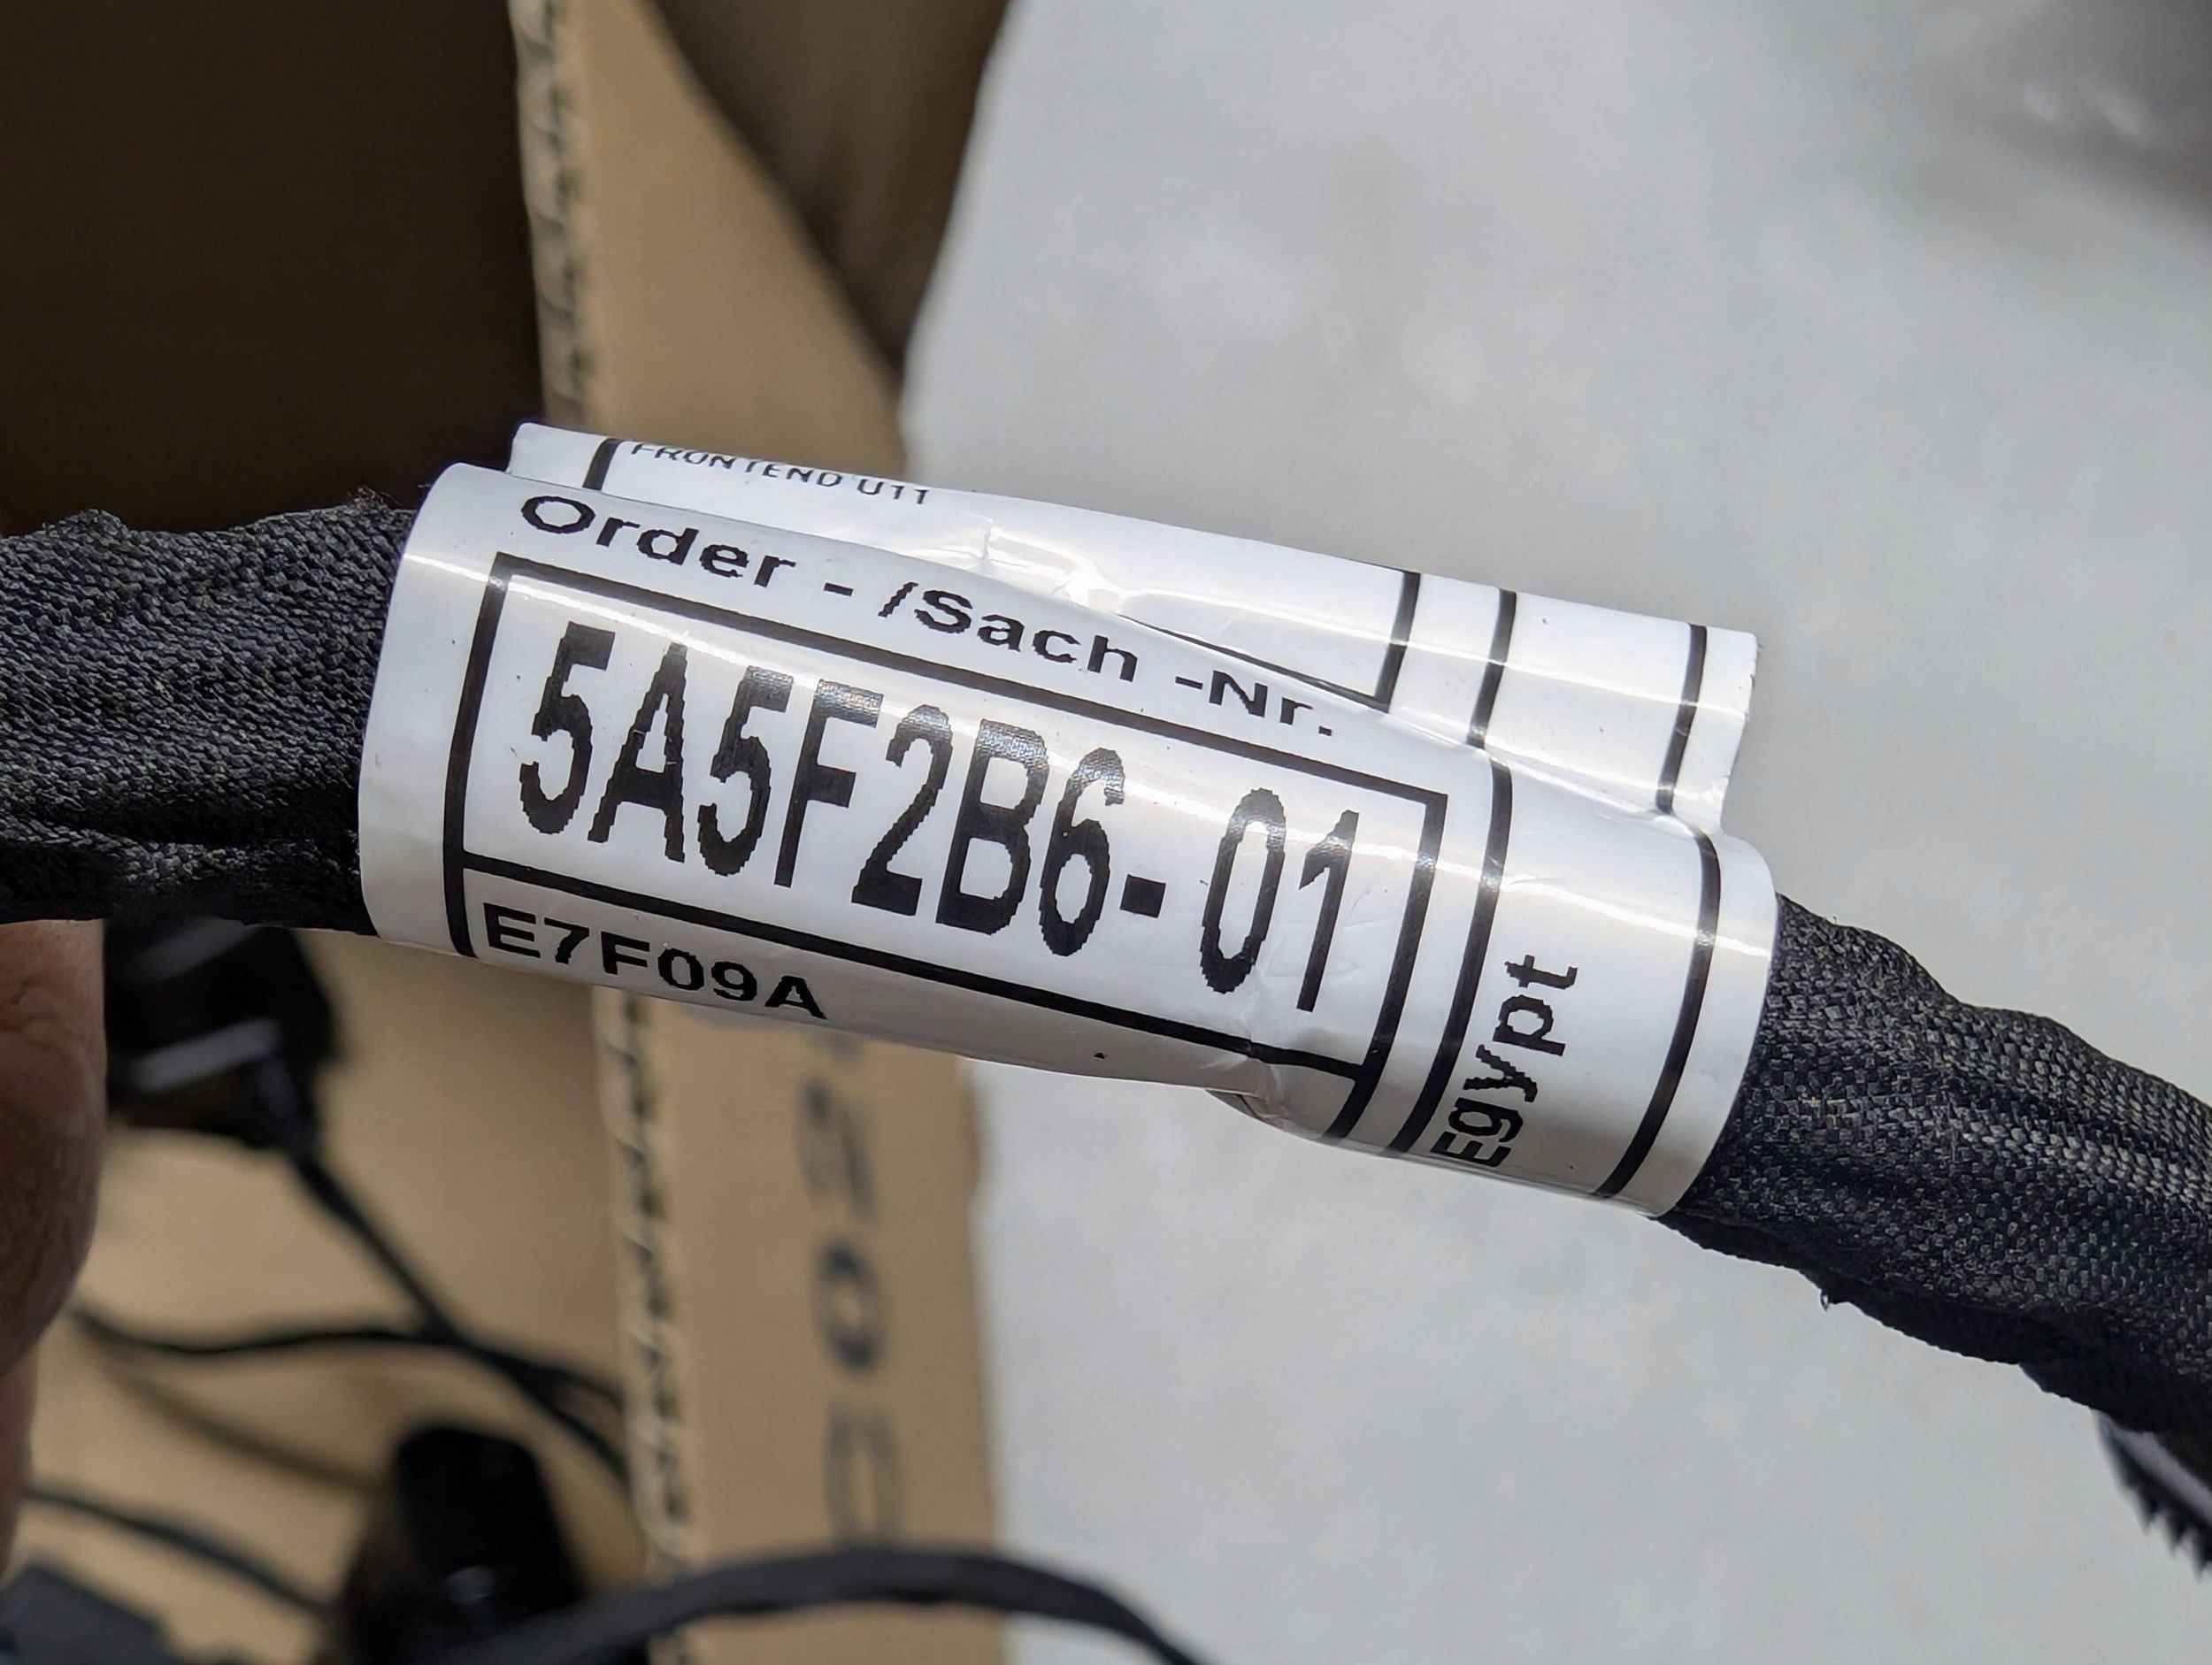 FRONTEND U11
Order - /Sach -Nr.
5A5F2B6- 01
E7F09A
Egypt